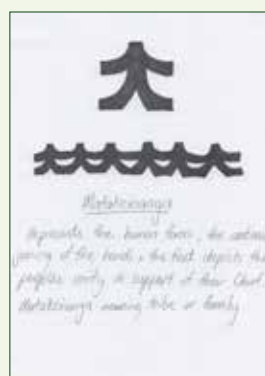 represents the human form, the
joining of the hands, the feet depicts the
peoples unity in support of their Chief.
meaning tribe or family